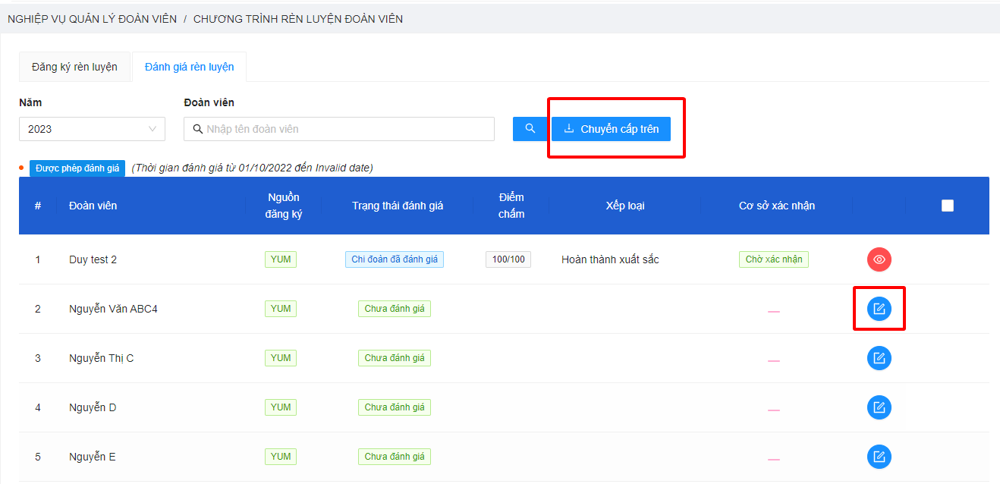 NGHIỆP VỤ QUẢN LÝ ĐOÀN VIÊN / CHƯƠNG TRÌNH RÈN LUYỆN ĐOÀN VIÊN
Đăng ký rèn luyện Đánh giá rèn luyện
Năm Đoàn viên
2023 Nhập tên đoàn viên Chuyển cấp trên
Được phép đánh giá (Thời gian đánh giá từ 01/10/2022 đến Invalid date)
# Đoàn viên Nguồn đăng ký Trạng thái đánh giá Điểm chấm Xếp loại Cơ sở xác nhận
1 Duy test 2 YUM Chi đoàn đã đánh giá 100/100 Hoàn thành xuất sắc Chờ xác nhận
2 Nguyễn Văn ABC4 YUM Chưa đánh giá —
3 Nguyễn Thị C YUM Chưa đánh giá —
4 Nguyễn D YUM Chưa đánh giá —
5 Nguyễn E YUM Chưa đánh giá —